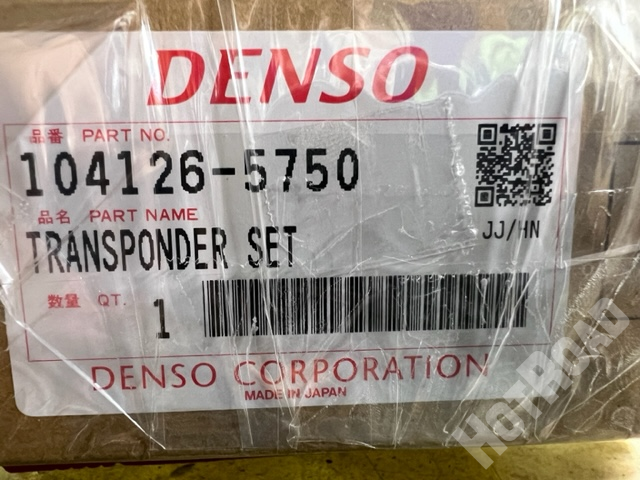 DENSO
品番 PART NO.
104126-5750
品名 PART NAME
TRANSPONDER SET
JJ/HN
数量 QT. 1
DENSO CORPORATION
MADE IN JAPAN
HGTROAD